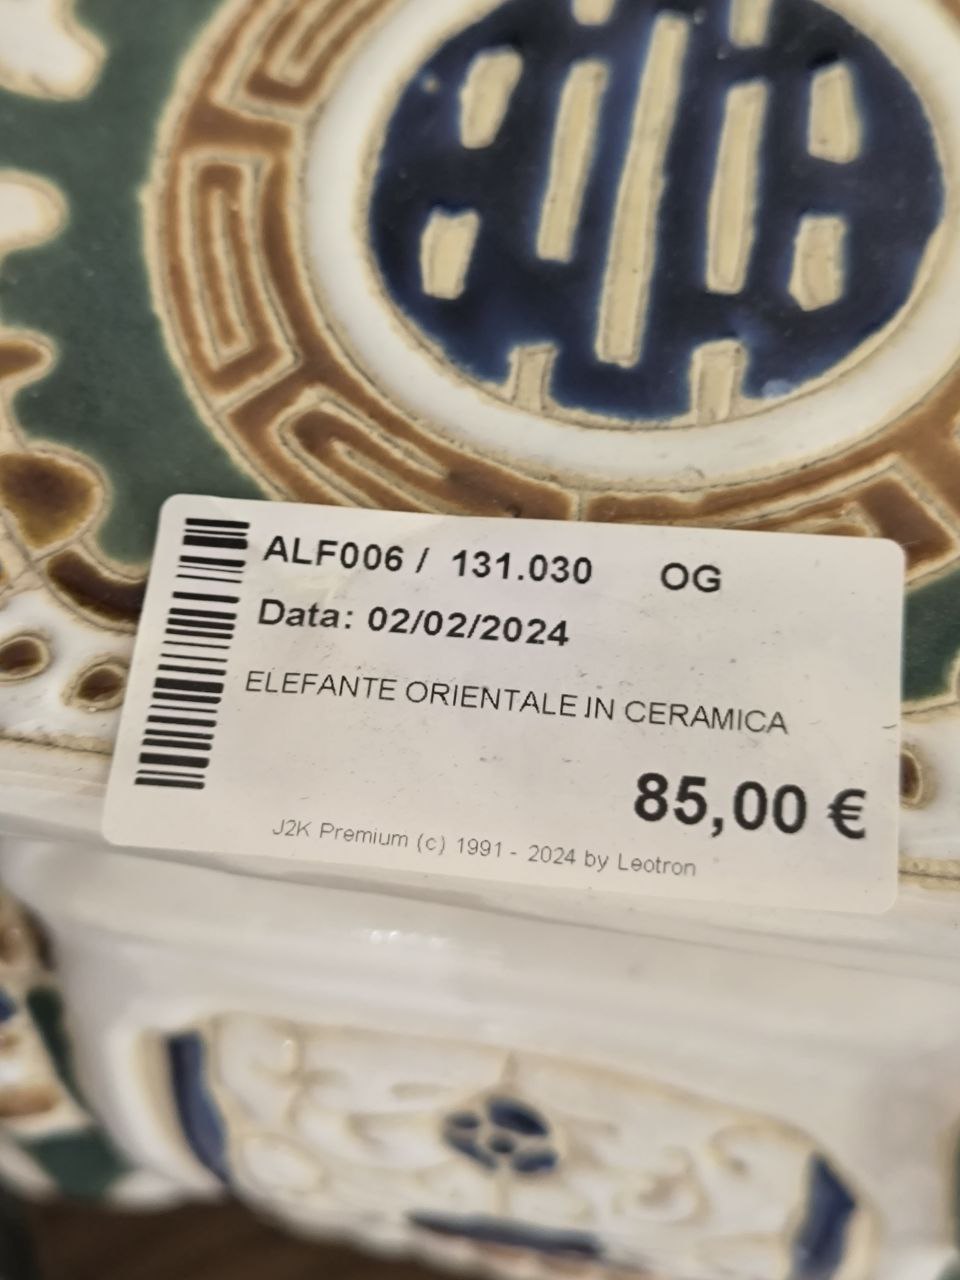 ALF006 / 131.030 OG
Data: 02/02/2024
ELEFANTE ORIENTALE IN CERAMICA
85,00 €
J2K Premium (c) 1991 - 2024 by Leotron